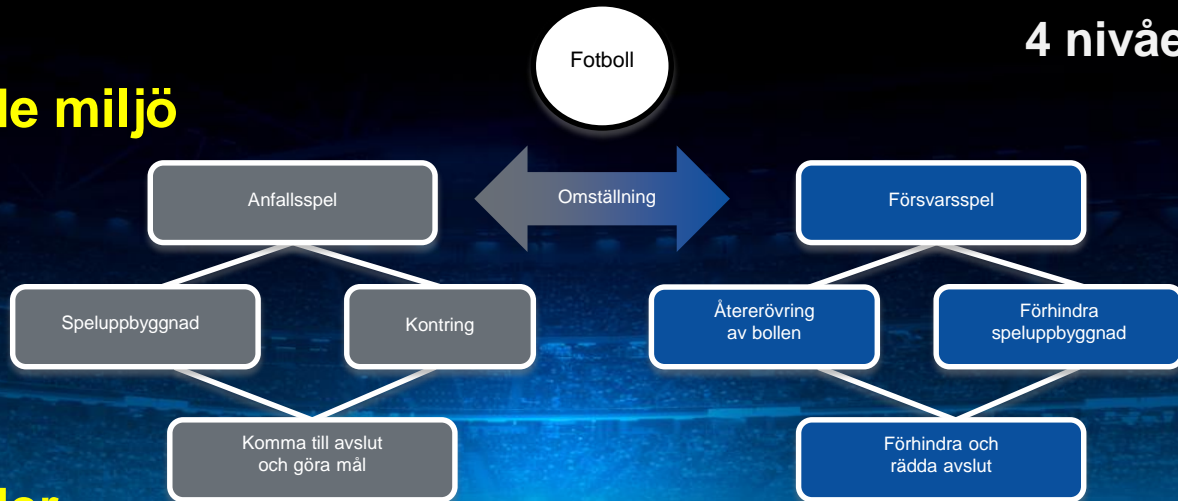 Fotboll
4 nivåe
de miljö
Anfallsspel
Omställning
Försvarsspel
Speluppbyggnad
Kontring
Återerövring
av bollen
Förhindra
speluppbyggnad
Komma till avslut
och göra mål
Förhindra och
rädda avslut